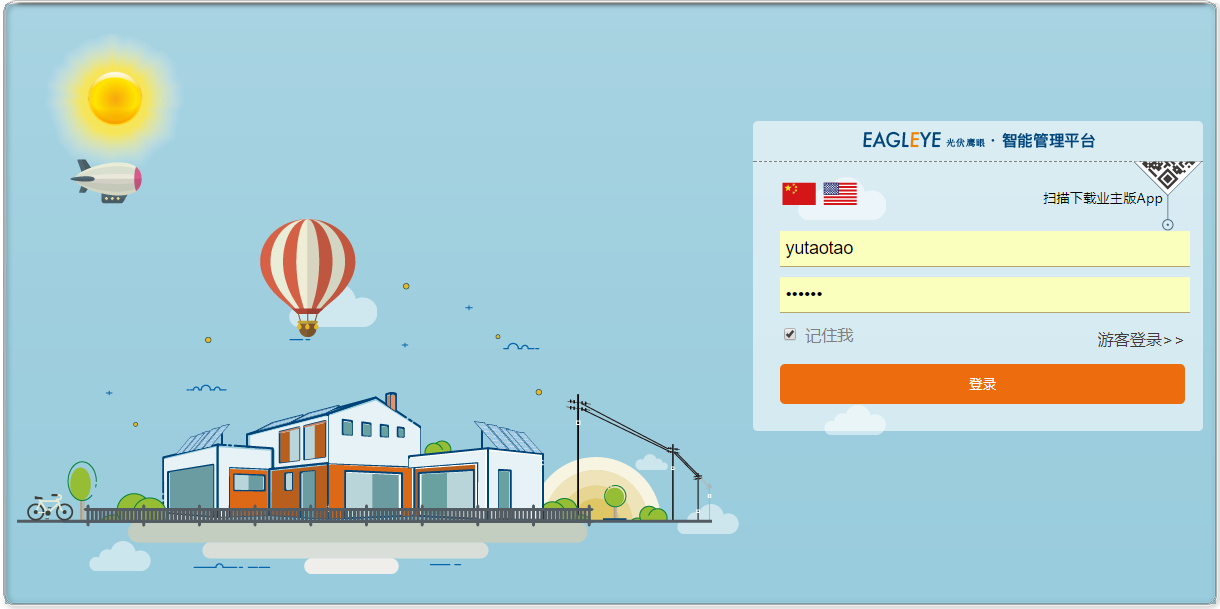 EAGLEYE 光伏鹰眼 · 智能管理平台
扫描下载业主版App
yutaotao
••••••
记住我
游客登录>>
登录